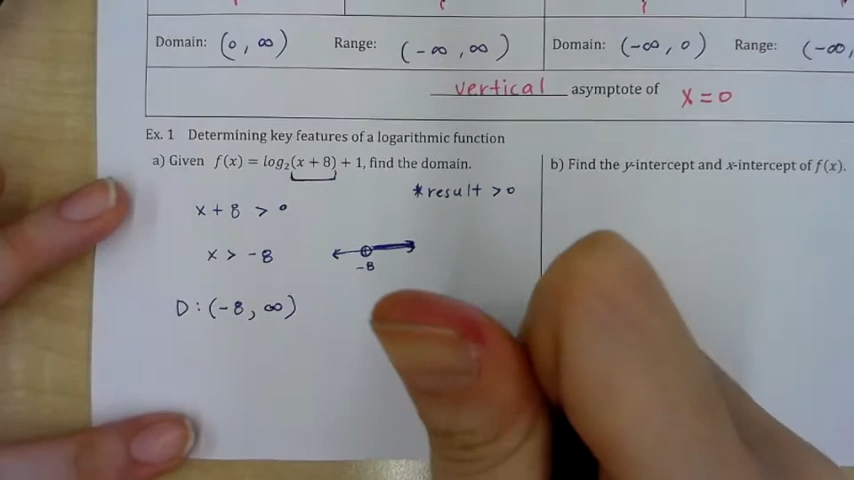 Domain: (0, ∞) Range: (-∞, ∞) Domain: (-∞, 0) Range: (-∞,
vertical asymptote of x = 0
Ex. 1 Determining key features of a logarithmic function
a) Given f(x) = log₂(x + 8) + 1, find the domain.
* result > 0
x + 8 > 0
x > -8
-8
D: (-8, ∞)
b) Find the y-intercept and x-intercept of f(x).